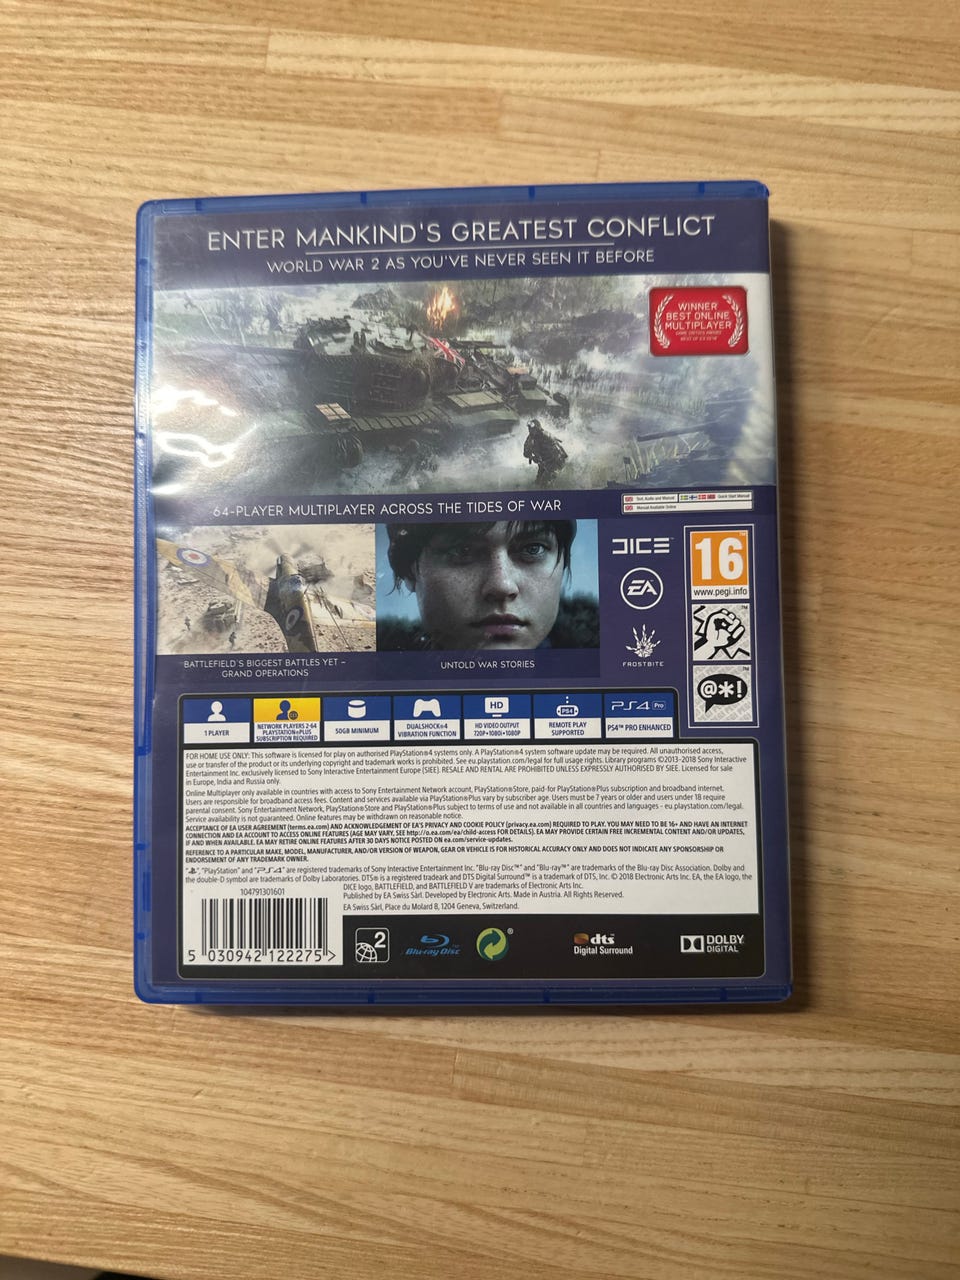 ENTER MANKIND'S GREATEST CONFLICT
WORLD WAR 2 AS YOU'VE NEVER SEEN IT BEFORE
WINNER
BEST ONLINE
MULTIPLAYER
64-PLAYER MULTIPLAYER ACROSS THE TIDES OF WAR
Text, Audio and Manual
Quick Start Manual
Manual Available Online
DICE
EA
FROSTBITE
16
www.pegi.info
@*!
BATTLEFIELD'S BIGGEST BATTLES YET –
GRAND OPERATIONS
UNTOLD WAR STORIES
1 PLAYER
NETWORK PLAYERS 2-64
PLAYSTATION®PLUS
SUBSCRIPTION REQUIRED
50GB MINIMUM
DUALSHOCK®4
VIBRATION FUNCTION
HD
HD VIDEO OUTPUT
720P•1080i•1080P
PS4
REMOTE PLAY
SUPPORTED
PS4 Pro
PS4™ PRO ENHANCED
FOR HOME USE ONLY: This software is licensed for play on authorised PlayStation®4 systems only. A PlayStation®4 system software update may be required. All unauthorised access,
use or transfer of the product or its underlying copyright and trademark works is prohibited. See eu.playstation.com/legal for full usage rights. Library programs ©2013–2018 Sony Interactive
Entertainment Inc. exclusively licensed to Sony Interactive Entertainment Europe (SIEE). RESALE AND RENTAL ARE PROHIBITED UNLESS EXPRESSLY AUTHORISED BY SIEE. Licensed for sale
in Europe, India and Russia only.
Online Multiplayer only available in countries with access to Sony Entertainment Network account, PlayStation®Store, paid-for PlayStation®Plus subscription and broadband internet.
Users are responsible for broadband access fees. Content and services available via PlayStation®Plus vary by subscriber age. Users must be 7 years or older and users under 18 require
parental consent. Sony Entertainment Network, PlayStation®Store and PlayStation®Plus subject to terms of use and not available in all countries and languages - eu.playstation.com/legal.
Service availability is not guaranteed. Online features may be withdrawn on reasonable notice.
ACCEPTANCE OF EA USER AGREEMENT (terms.ea.com) AND ACKNOWLEDGEMENT OF EA'S PRIVACY AND COOKIE POLICY (privacy.ea.com) REQUIRED TO PLAY. YOU MAY NEED TO BE 16+ AND HAVE AN INTERNET
CONNECTION AND EA ACCOUNT TO ACCESS ONLINE FEATURES (AGE MAY VARY, SEE http://o.ea.com/ea/child-access FOR DETAILS). EA MAY PROVIDE CERTAIN FREE INCREMENTAL CONTENT AND/OR UPDATES,
IF AND WHEN AVAILABLE. EA MAY RETIRE ONLINE FEATURES AFTER 30 DAYS NOTICE POSTED ON ea.com/service-updates.
REFERENCE TO A PARTICULAR MAKE, MODEL, MANUFACTURER, AND/OR VERSION OF WEAPON, GEAR OR VEHICLE IS FOR HISTORICAL ACCURACY ONLY AND DOES NOT INDICATE ANY SPONSORSHIP OR
ENDORSEMENT OF ANY TRADEMARK OWNER.
"PlayStation" and "PS4" are registered trademarks of Sony Interactive Entertainment Inc. "Blu-ray Disc™" and "Blu-ray™" are trademarks of the Blu-ray Disc Association. Dolby and
the double-D symbol are trademarks of Dolby Laboratories. DTS® is a registered tradeark and DTS Digital Surround™ is a trademark of DTS, Inc. © 2018 Electronic Arts Inc. EA, the EA logo, the
DICE logo, BATTLEFIELD, and BATTLEFIELD V are trademarks of Electronic Arts Inc.
Published by EA Swiss Sàrl. Developed by Electronic Arts. Made in Austria. All Rights Reserved.
EA Swiss Sàrl, Place du Molard 8, 1204 Geneva, Switzerland.
104791301601
5 030942 122275 >
2
Blu-ray Disc
dts
Digital Surround
DOLBY
DIGITAL